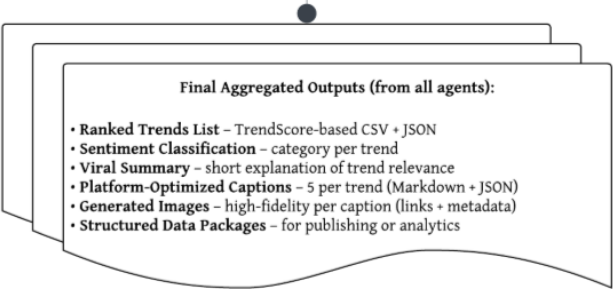 Final Aggregated Outputs (from all agents):
• Ranked Trends List – TrendScore-based CSV + JSON
• Sentiment Classification – category per trend
• Viral Summary – short explanation of trend relevance
• Platform-Optimized Captions – 5 per trend (Markdown + JSON)
• Generated Images – high-fidelity per caption (links + metadata)
• Structured Data Packages – for publishing or analytics